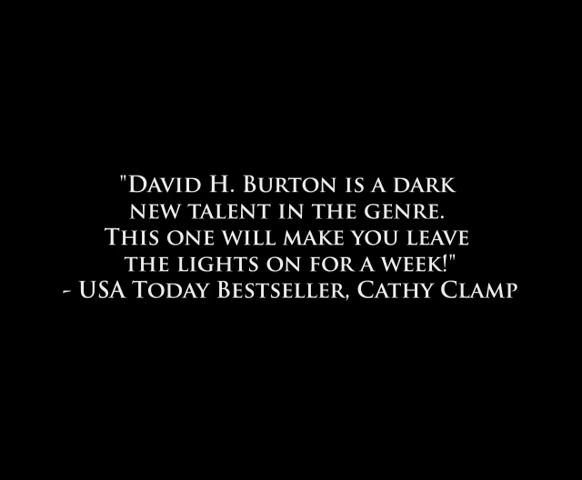 "David H. Burton is a dark
new talent in the genre.
This one will make you leave
the lights on for a week!"
- USA Today Bestseller, Cathy Clamp